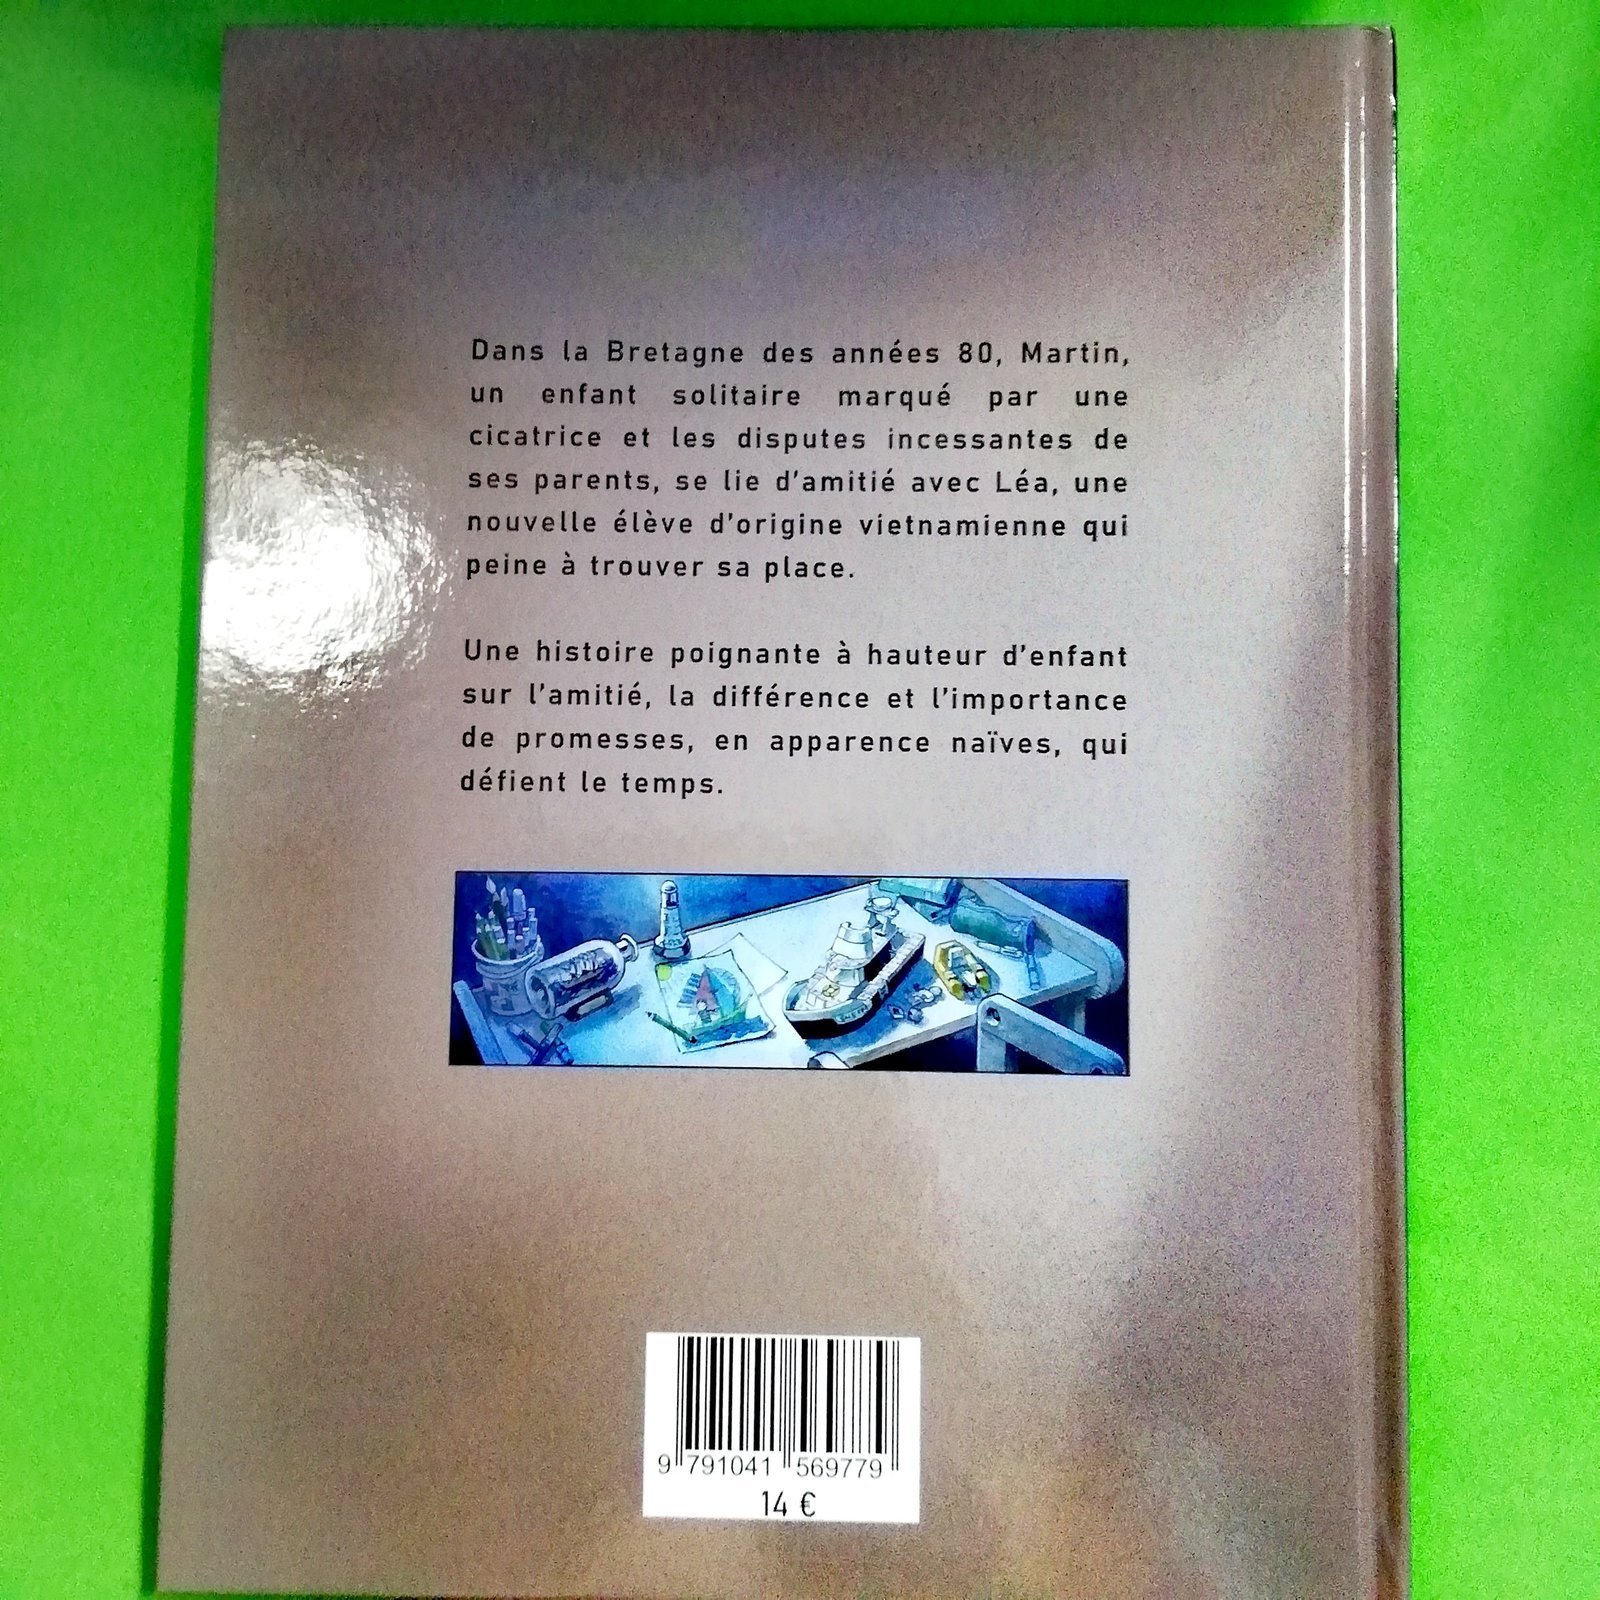 Dans la Bretagne des années 80, Martin,
un enfant solitaire marqué par une
cicatrice et les disputes incessantes de
ses parents, se lie d'amitié avec Léa, une
nouvelle élève d'origine vietnamienne qui
peine à trouver sa place.
Une histoire poignante à hauteur d'enfant
sur l'amitié, la différence et l'importance
de promesses, en apparence naïves, qui
défient le temps.
9 791041 569779
14 €